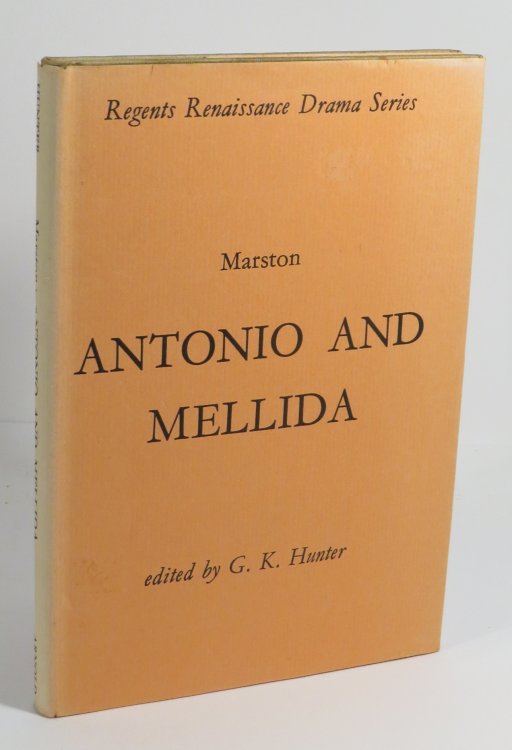 Regents Renaissance Drama Series
Marston
ANTONIO AND
MELLIDA
edited by G. K. Hunter